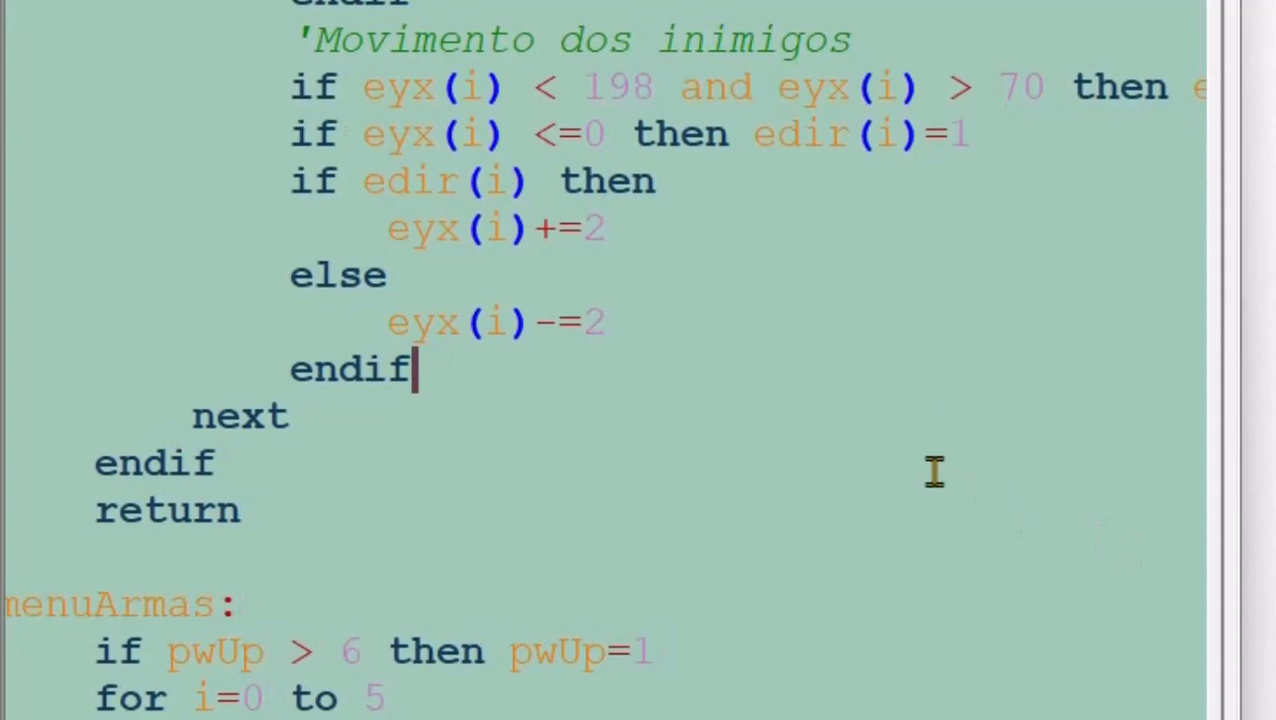 endif
'Movimento dos inimigos
if eyx(i) < 198 and eyx(i) > 70 then e
if eyx(i) <=0 then edir(i)=1
if edir(i) then
eyx(i)+=2
else
eyx(i)-=2
endif
next
endif
return
menuArmas:
if pwUp > 6 then pwUp=1
for i=0 to 5